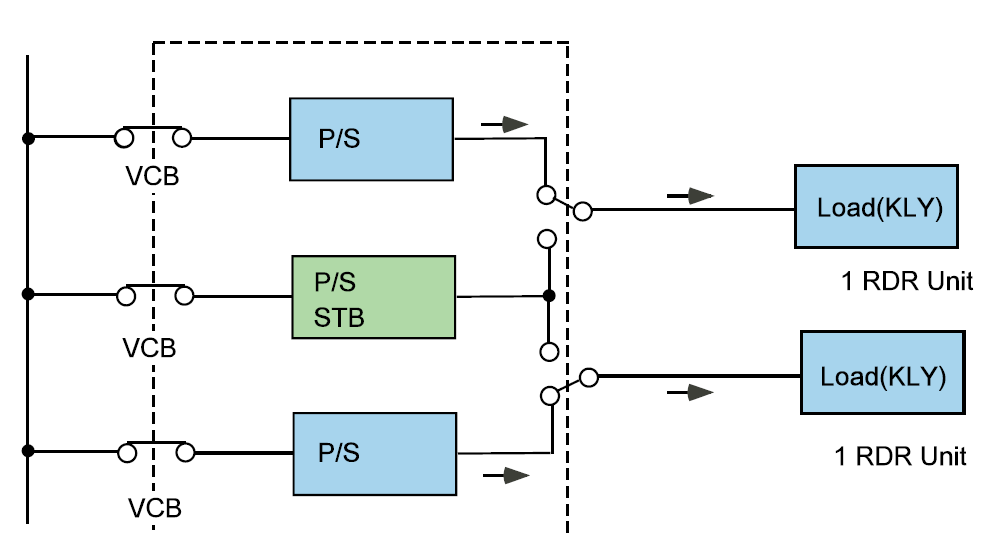 P/S
VCB
Load(KLY)
1 RDR Unit
P/S
STB
VCB
Load(KLY)
P/S
1 RDR Unit
VCB